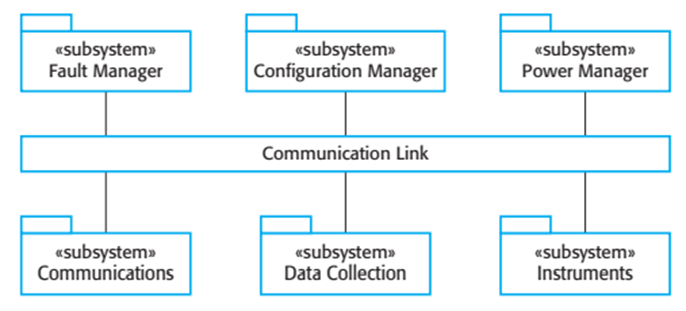 «subsystem»
Fault Manager
«subsystem»
Configuration Manager
«subsystem»
Power Manager
Communication Link
«subsystem»
Communications
«subsystem»
Data Collection
«subsystem»
Instruments